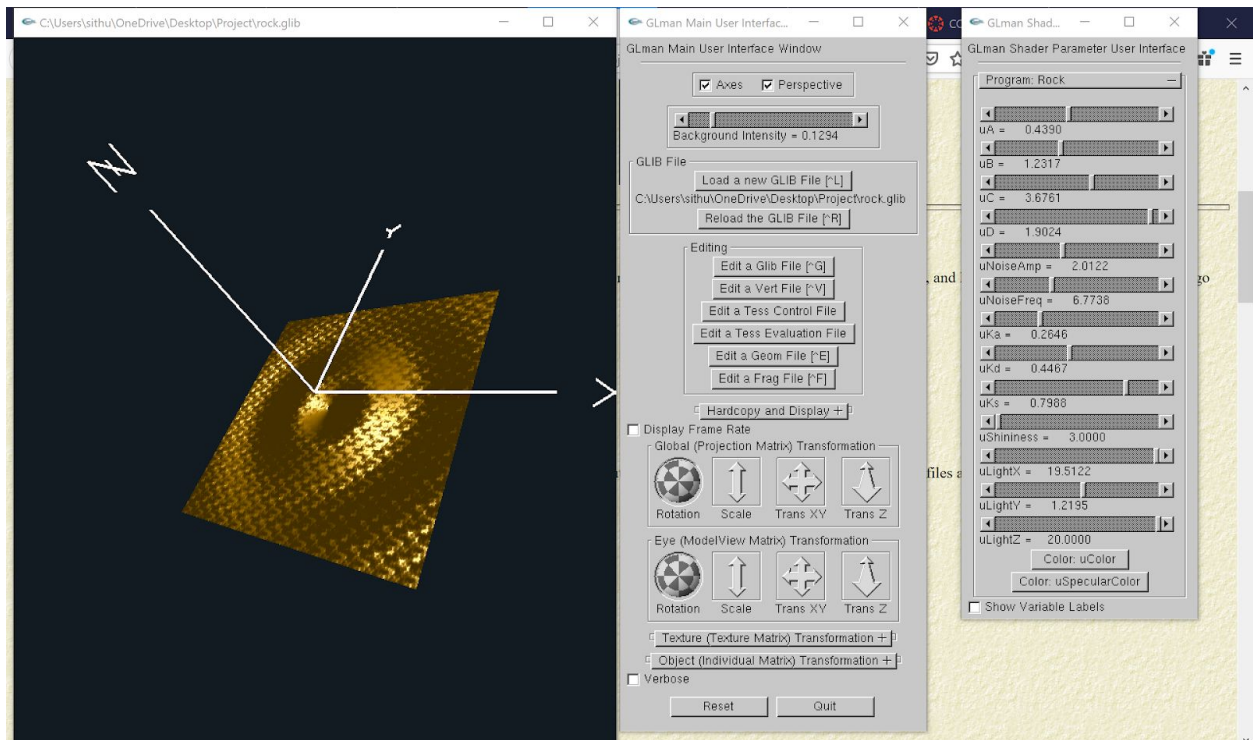 C:\Users\sithu\OneDrive\Desktop\Project\rock.glib
Z
Y
X
GLman Main User Interfac...
GLman Main User Interface Window
Axes
Perspective
Background Intensity = 0.1294
GLIB File
Load a new GLIB File [^L]
C:\Users\sithu\OneDrive\Desktop\Project\rock.glib
Reload the GLIB File [^R]
Editing
Edit a Glib File [^G]
Edit a Vert File [^V]
Edit a Tess Control File
Edit a Tess Evaluation File
Edit a Geom File [^E]
Edit a Frag File [^F]
Hardcopy and Display +
Display Frame Rate
Global (Projection Matrix) Transformation
Rotation Scale Trans XY Trans Z
Eye (ModelView Matrix) Transformation
Rotation Scale Trans XY Trans Z
Texture (Texture Matrix) Transformation +
Object (Individual Matrix) Transformation +
Verbose
Reset Quit
CO
, and
files a
go
GLman Shad...
GLman Shader Parameter User Interface
Program: Rock
uA = 0.4390
uB = 1.2317
uC = 3.6761
uD = 1.9024
uNoiseAmp = 2.0122
uNoiseFreq = 6.7738
uKa = 0.2646
uKd = 0.4467
uKs = 0.7988
uShininess = 3.0000
uLightX = 19.5122
uLightY = 1.2195
uLightZ = 20.0000
Color: uColor
Color: uSpecularColor
Show Variable Labels